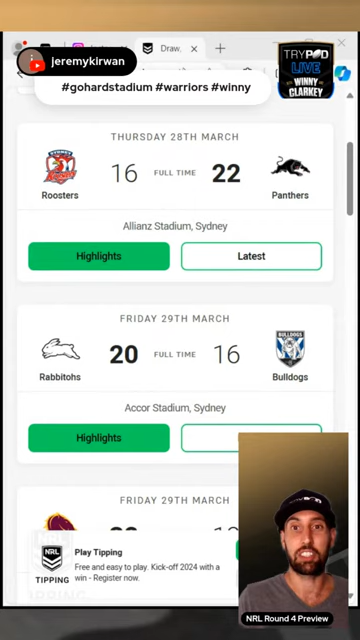 Draw,
jeremykirwan
#gohardstadium #warriors #winny
TRYPOD
LIVE
WINNY
CLARKEY
THURSDAY 28TH MARCH
16 FULL TIME 22
Roosters Panthers
Allianz Stadium, Sydney
Highlights Latest
FRIDAY 29TH MARCH
20 FULL TIME 16
Rabbitohs BULLDOGS
Bulldogs
Accor Stadium, Sydney
Highlights
FRIDAY 29TH MARCH
NRL
TIPPING
Play Tipping
Free and easy to play. Kick-off 2024 with a
win - Register now.
NRL Round 4 Preview